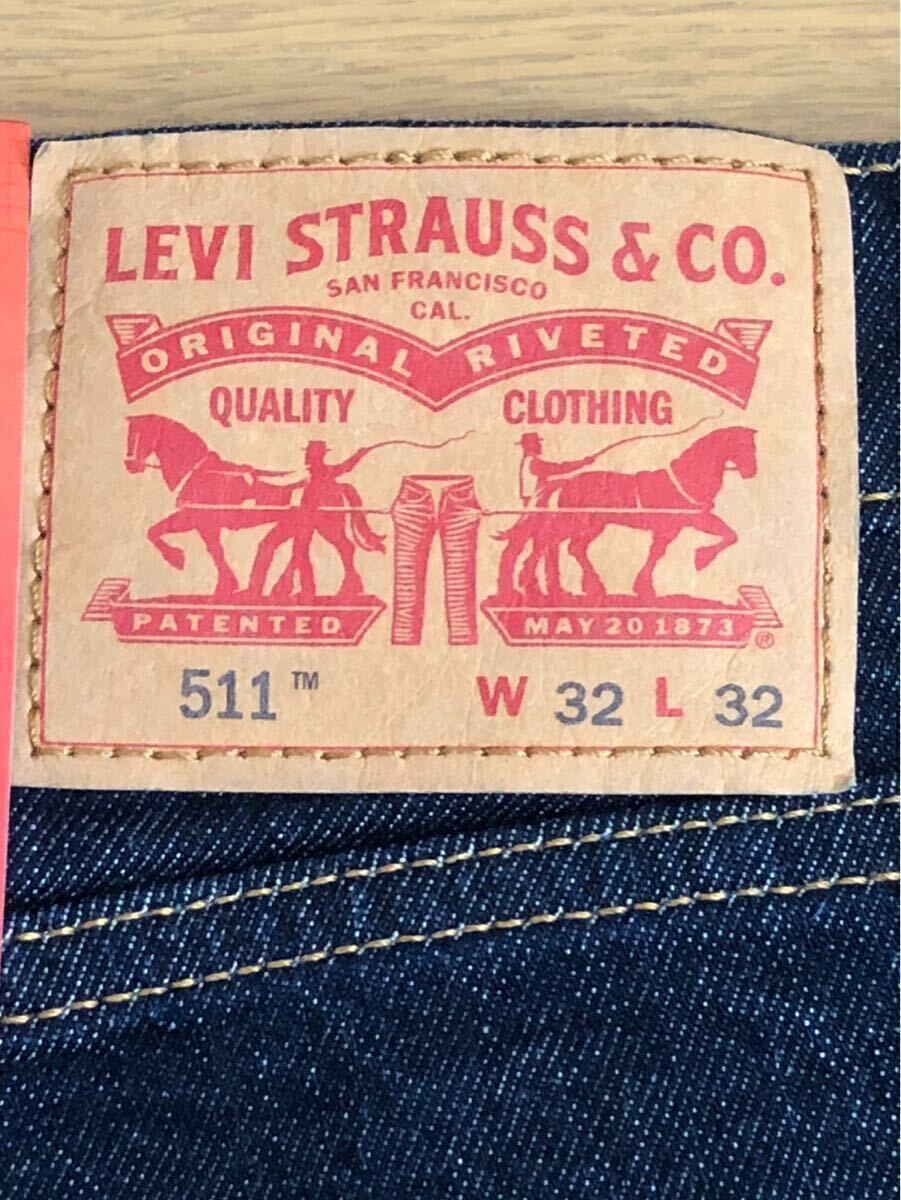 LEVI STRAUSS & CO.
SAN FRANCISCO
CAL.
ORIGINAL RIVETED
QUALITY CLOTHING
PATENTED MAY 20 1873 ®
511™ W 32 L 32